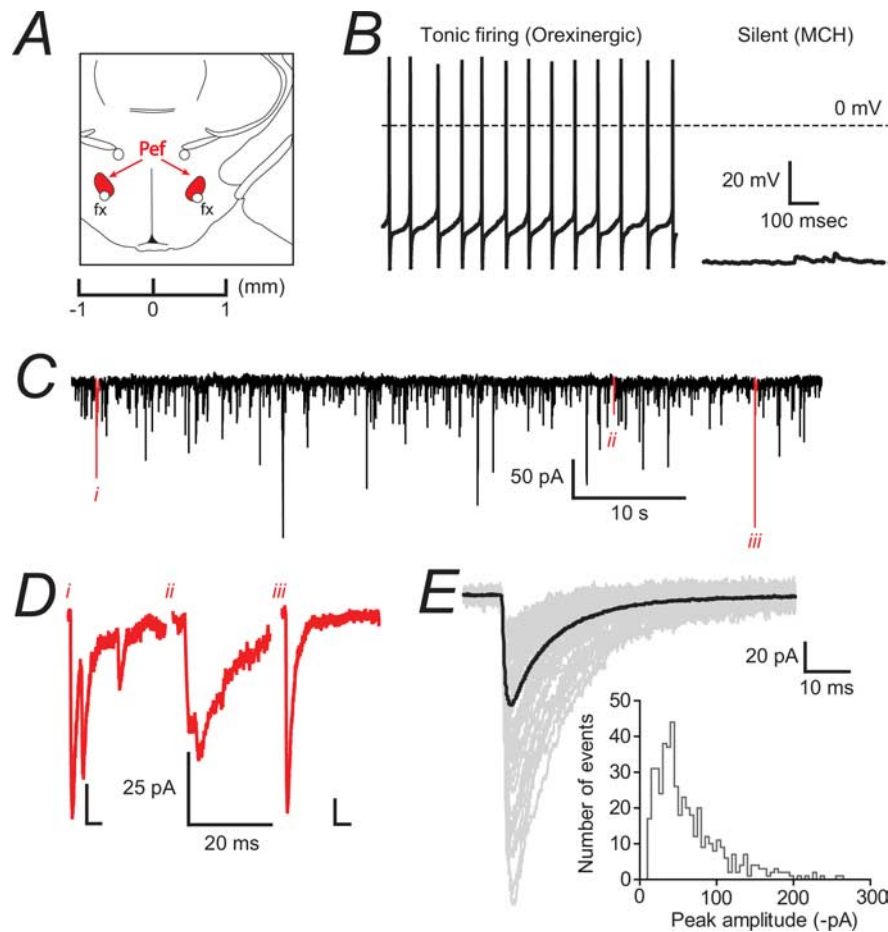 A
Pef
fx
fx
-1
0
1
(mm)
B
Tonic firing (Orexinergic)
Silent (MCH)
0 mV
20 mV
100 msec
C
i
ii
iii
50 pA
10 s
D
i
ii
iii
25 pA
20 ms
E
20 pA
10 ms
Number of events
50
40
30
20
10
0
0
100
200
300
Peak amplitude (-pA)